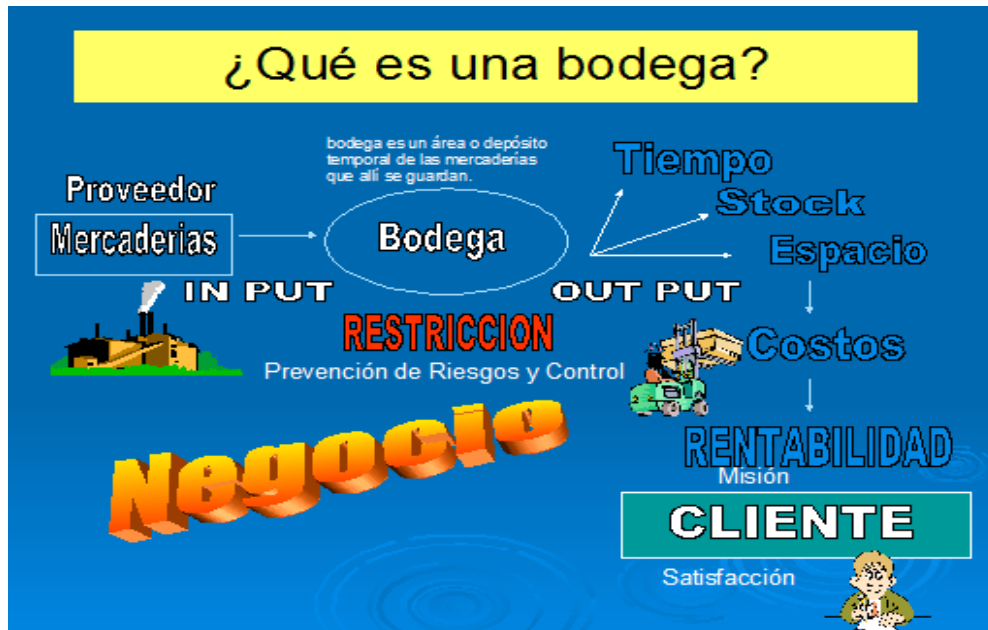 ¿Qué es una bodega?
bodega es un área o depósito
temporal de las mercaderías
que allí se guardan.
Proveedor
Mercaderias
Bodega
Tiempo
Stock
Espacio
IN PUT
OUT PUT
RESTRICCION
Prevención de Riesgos y Control
Costos
Negocio
RENTABILIDAD
Misión
CLIENTE
Satisfacción